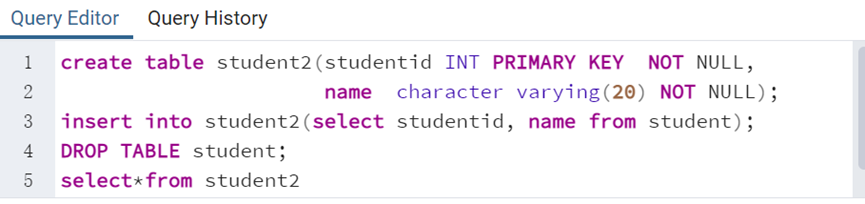 Query Editor Query History
1 create table student2(studentid INT PRIMARY KEY  NOT NULL,
2 name  character varying(20) NOT NULL);
3 insert into student2(select studentid, name from student);
4 DROP TABLE student;
5 select*from student2